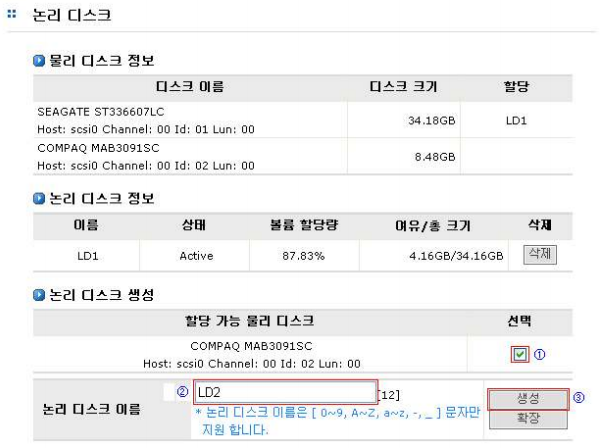 논리 디스크
물리 디스크 정보
디스크 이름 디스크 크기 할당
SEAGATE ST336607LC
Host: scsi0 Channel: 00 Id: 01 Lun: 00
34.18GB LD1
COMPAQ MAB3091SC
Host: scsi0 Channel: 00 Id: 02 Lun: 00
8.48GB
논리 디스크 정보
이름 상태 볼륨 할당량 여유/총 크기 삭제
LD1 Active 87.83% 4.16GB/34.16GB 삭제
논리 디스크 생성
할당 가능 물리 디스크 선택
COMPAQ MAB3091SC
Host: scsi0 Channel: 00 Id: 02 Lun: 00
①
논리 디스크 이름
② LD2 [12]
* 논리 디스크 이름은 [ 0~9, A~Z, a~z, -, _ ] 문자만
지원 합니다.
생성 ③
확장